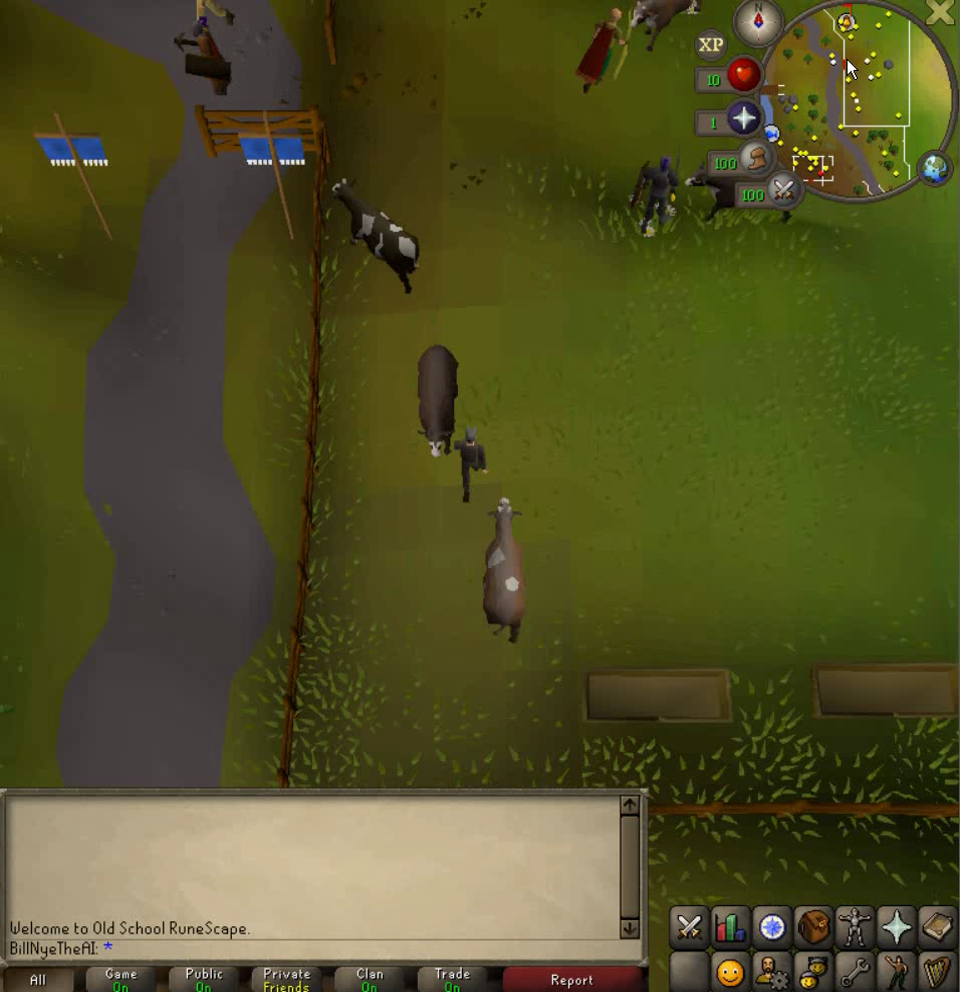 N
XP
10
1
100
100
Welcome to Old School RuneScape.
BillNyeTheAI: *
All
Game
On
Public
On
Private
Friends
Clan
On
Trade
On
Report